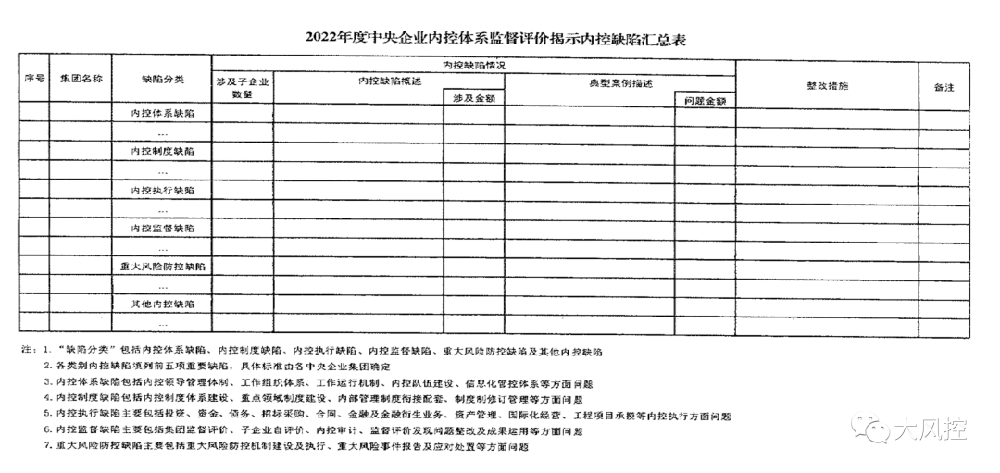 2022年度中央企业内控体系监督评价揭示内控缺陷汇总表
序号 集团名称 缺陷分类 内控缺陷情况 整改措施 备注
涉及子企业数量 内控缺陷概述 涉及金额 典型案例描述 问题金额
内控体系缺陷
...
内控制度缺陷
...
内控执行缺陷
...
内控监督缺陷
...
重大风险防控缺陷
...
其他内控缺陷
...
注：1. “缺陷分类”包括内控体系缺陷、内控制度缺陷、内控执行缺陷、内控监督缺陷、重大风险防控缺陷及其他内控缺陷
2. 各类别内控缺陷填列前五项重要缺陷，具体标准由各中央企业集团确定
3. 内控体系缺陷包括内控领导管理体制、工作组织体系、工作运行机制、内控队伍建设、信息化管控体系等方面问题
4. 内控制度缺陷包括内控制度体系建设、重点领域制度建设、内部管理制度衔接配套、制度制修订管理等方面问题
5. 内控执行缺陷主要包括投资、资金、债务、招标采购、合同、金融及金融衍生业务、资产管理、国际化经营、工程项目承揽等内控执行方面问题
6. 内控监督缺陷主要包括集团监督评价、子企业自评价、内控审计、监督评价发现问题整改及成果运用等方面问题
7. 重大风险防控缺陷主要包括重大风险防控机制建设及执行、重大风险事件报告及应对处置等方面问题
大风控